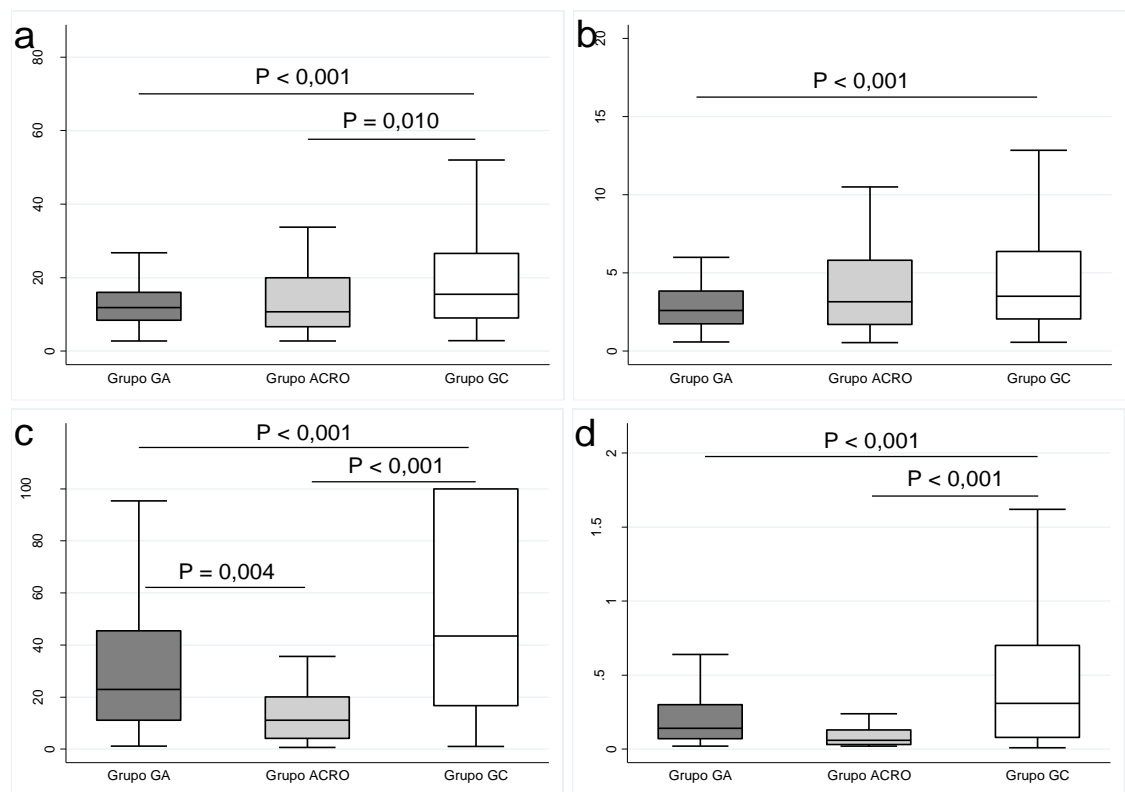 a
80
60
40
20
0
P < 0,001
P = 0,010
Grupo GA Grupo ACRO Grupo GC
b
20
15
10
5
0
P < 0,001
Grupo GA Grupo ACRO Grupo GC
c
100
80
60
40
20
0
P < 0,001
P < 0,001
P = 0,004
Grupo GA Grupo ACRO Grupo GC
d
2
1.5
1
.5
0
P < 0,001
P < 0,001
Grupo GA Grupo ACRO Grupo GC